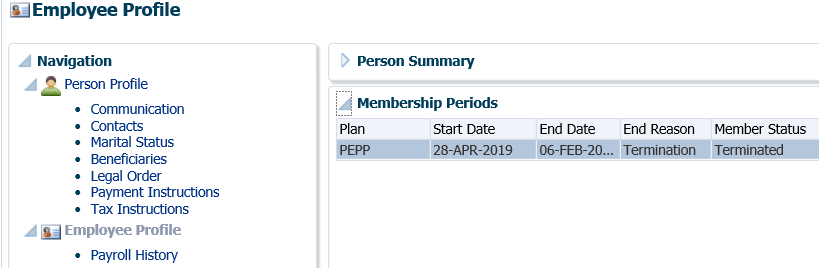 Employee Profile
Navigation
Person Profile
Communication
Contacts
Marital Status
Beneficiaries
Legal Order
Payment Instructions
Tax Instructions
Employee Profile
Payroll History
Person Summary
Membership Periods
Plan Start Date End Date End Reason Member Status
PEPP 28-APR-2019 06-FEB-20... Termination Terminated